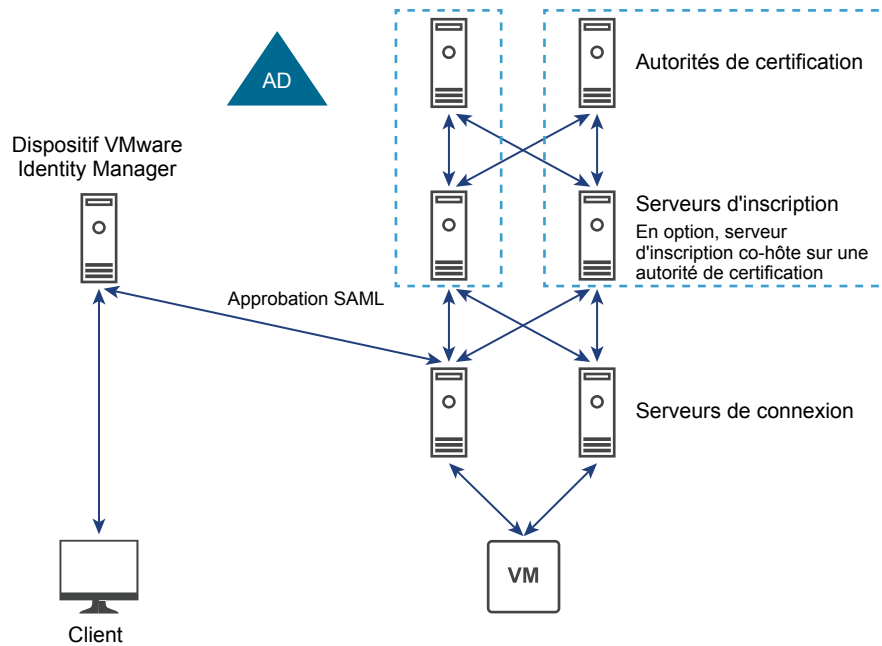 AD
Autorités de certification
Dispositif VMware
Identity Manager
Serveurs d'inscription
En option, serveur
d'inscription co-hôte sur une
autorité de certification
Approbation SAML
Serveurs de connexion
VM
Client